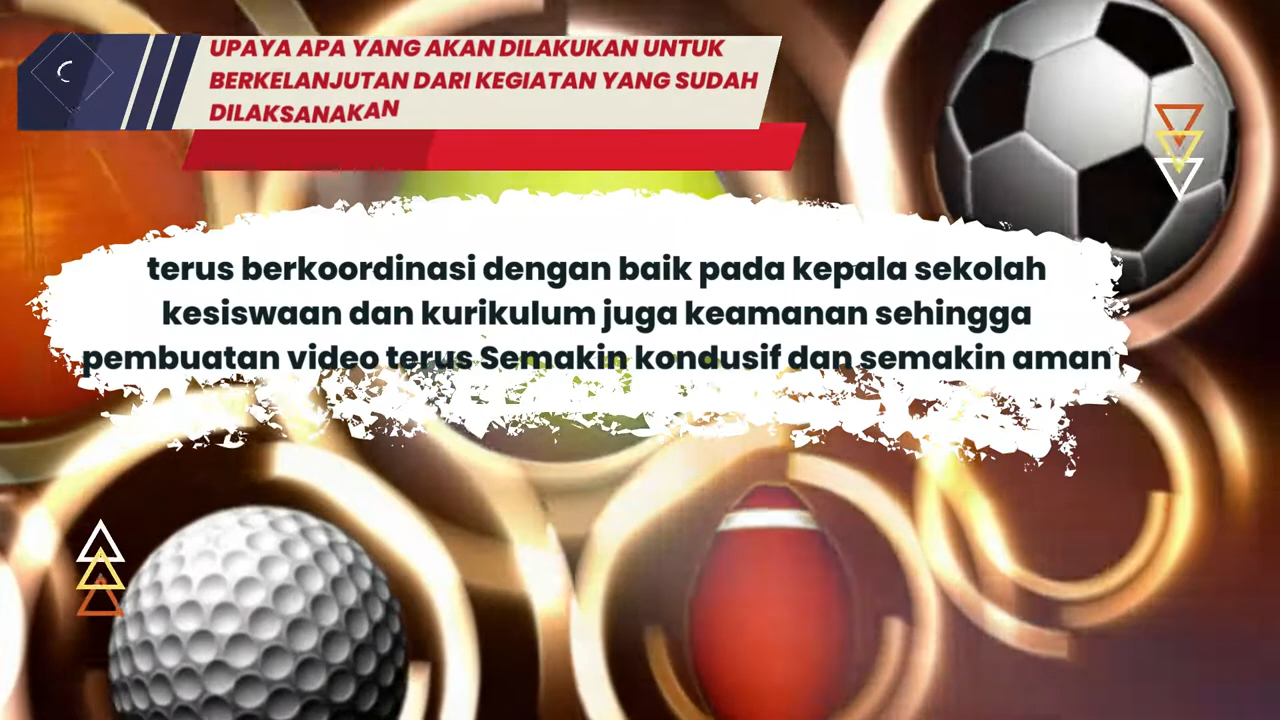 UPAYA APA YANG AKAN DILAKUKAN UNTUK
BERKELANJUTAN DARI KEGIATAN YANG SUDAH
DILAKSANAKAN
terus berkoordinasi dengan baik pada kepala sekolah
kesiswaan dan kurikulum juga keamanan sehingga
pembuatan video terus Semakin kondusif dan semakin aman